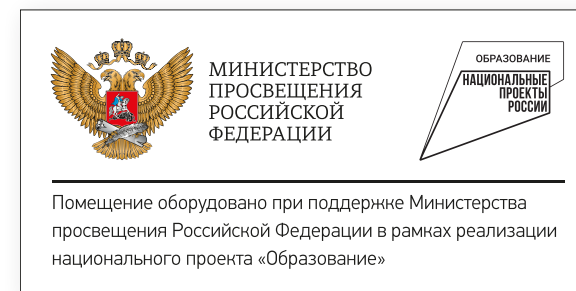 МИНИСТЕРСТВО
ПРОСВЕЩЕНИЯ
РОССИЙСКОЙ
ФЕДЕРАЦИИ
ОБРАЗОВАНИЕ
НАЦИОНАЛЬНЫЕ
ПРОЕКТЫ
РОССИИ
Помещение оборудовано при поддержке Министерства
просвещения Российской Федерации в рамках реализации
национального проекта «Образование»